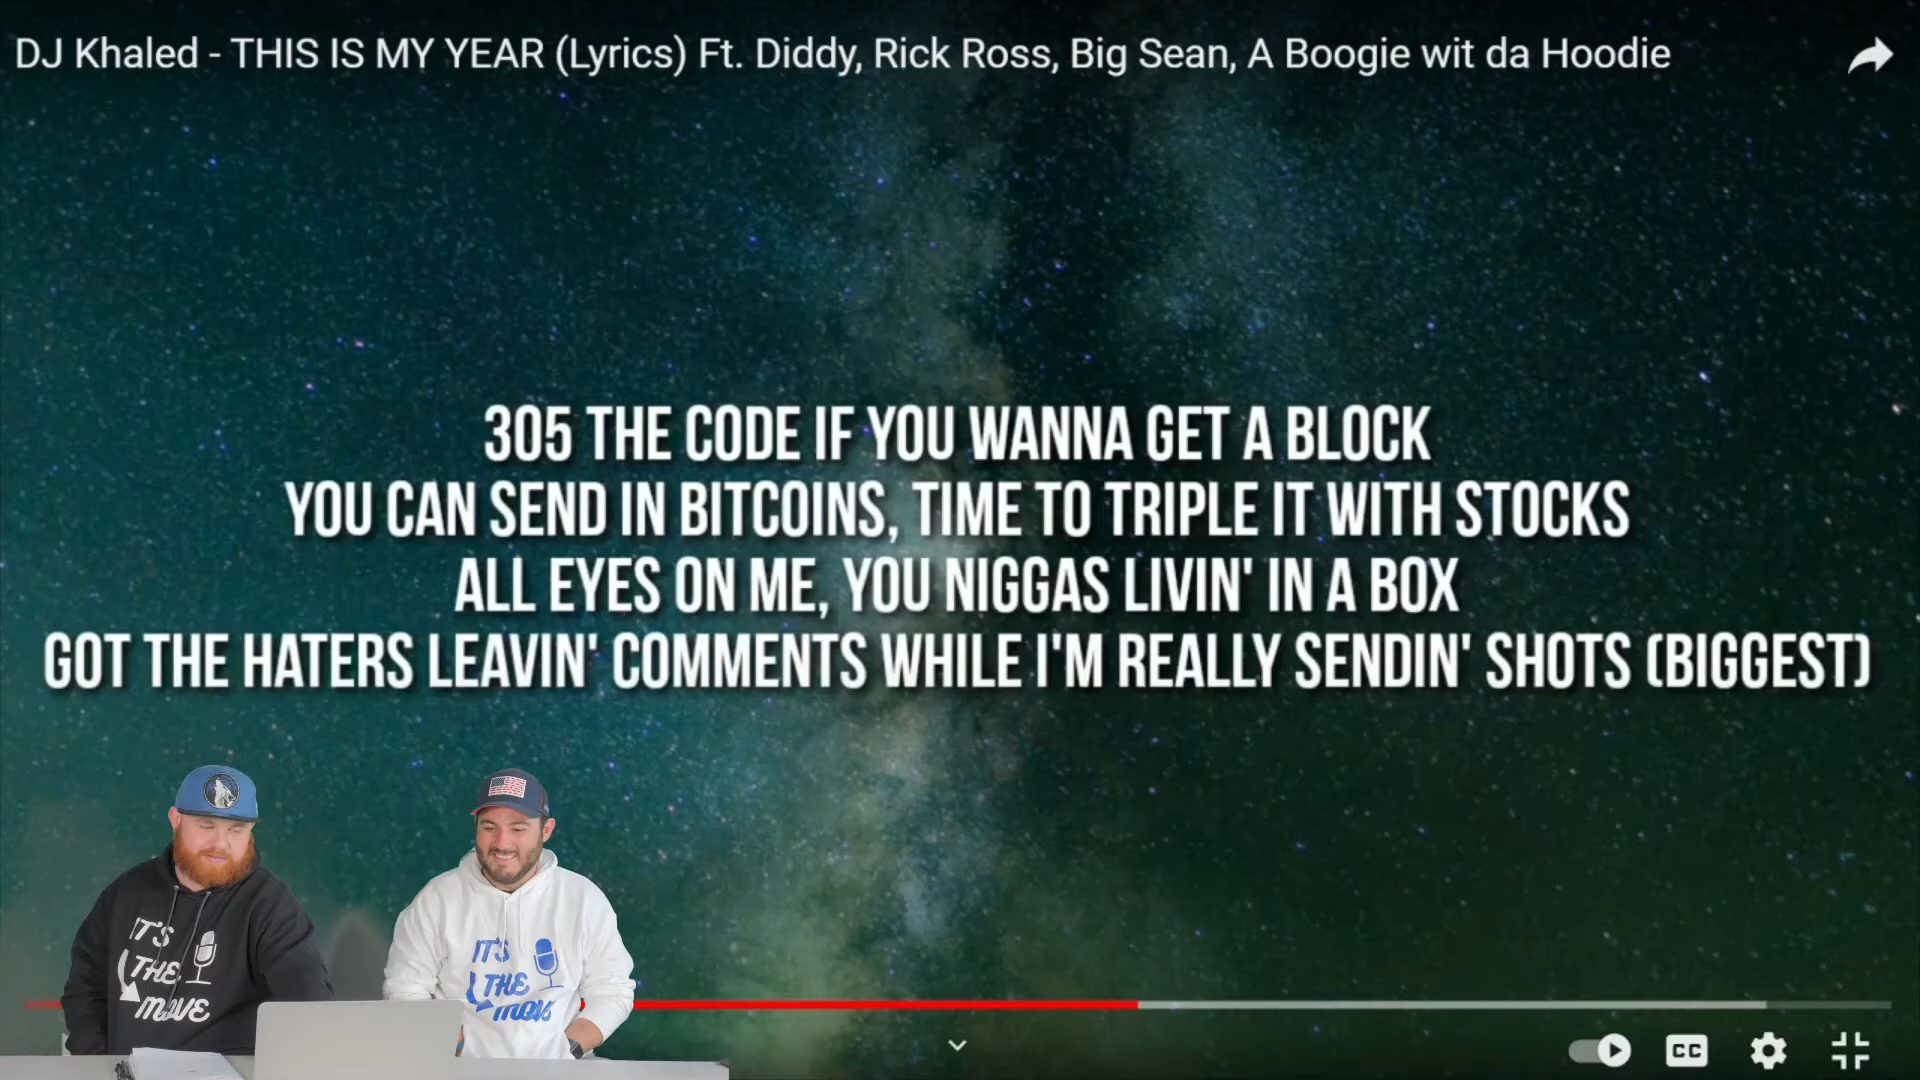 DJ Khaled - THIS IS MY YEAR (Lyrics) Ft. Diddy, Rick Ross, Big Sean, A Boogie wit da Hoodie
305 THE CODE IF YOU WANNA GET A BLOCK
YOU CAN SEND IN BITCOINS, TIME TO TRIPLE IT WITH STOCKS
ALL EYES ON ME, YOU NIGGAS LIVIN' IN A BOX
GOT THE HATERS LEAVIN' COMMENTS WHILE I'M REALLY SENDIN' SHOTS (BIGGEST)
IT'S
THE
MOVE
IT'S
THE
MOVE
CC